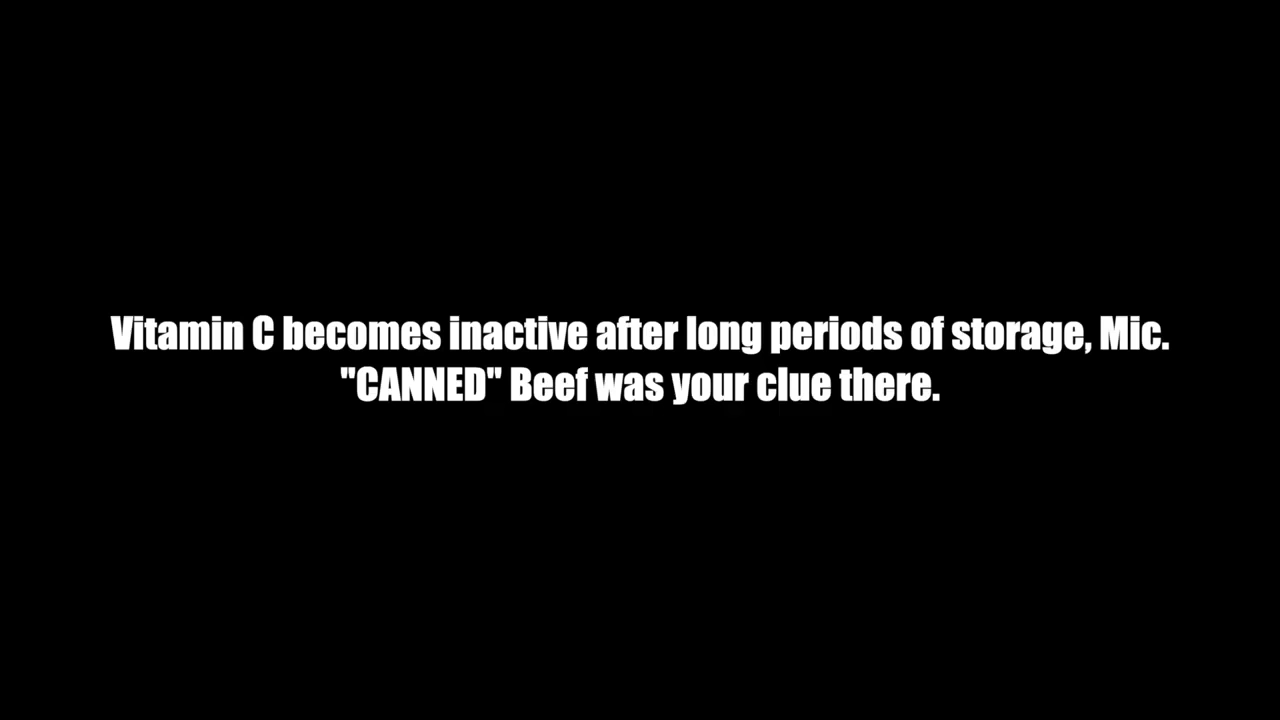 Vitamin C becomes inactive after long periods of storage, Mic.
"CANNED" Beef was your clue there.